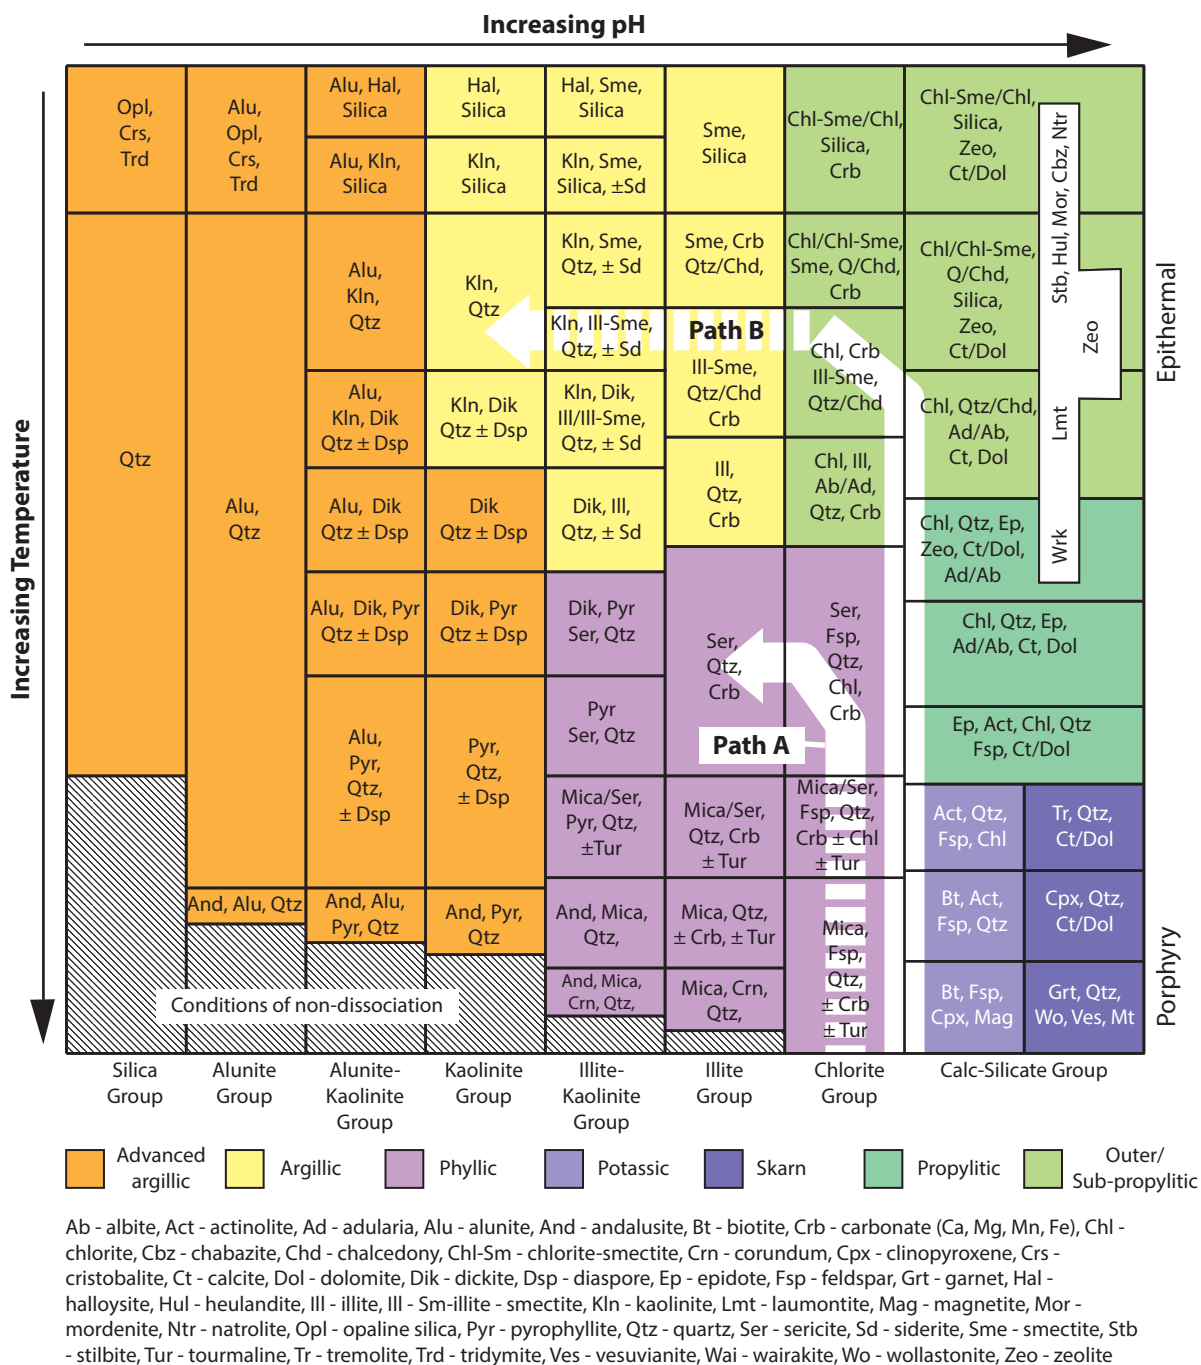 Increasing pH
Increasing Temperature
Opl,
Crs,
Trd
Qtz
Silica
Group
Alu,
Opl,
Crs,
Trd
Alu,
Qtz
And, Alu, Qtz
Alunite
Group
Alu, Hal,
Silica
Alu, Kln,
Silica
Alu,
Kln,
Qtz
Alu,
Kln, Dik
Qtz ± Dsp
Alu, Dik
Qtz ± Dsp
Alu, Dik, Pyr
Qtz ± Dsp
Alu,
Pyr,
Qtz,
± Dsp
And, Alu,
Pyr, Qtz
Alunite-
Kaolinite
Group
Hal,
Silica
Kln,
Silica
Kln,
Qtz
Kln, Dik
Qtz ± Dsp
Dik
Qtz ± Dsp
Dik, Pyr
Qtz ± Dsp
Pyr,
Qtz,
± Dsp
And, Pyr,
Qtz
Kaolinite
Group
Conditions of non-dissociation
Hal, Sme,
Silica
Kln, Sme,
Silica, ±Sd
Kln, Sme,
Qtz, ± Sd
Kln, Ill-Sme,
Qtz, ± Sd
Kln, Dik,
Ill/Ill-Sme,
Qtz, ± Sd
Dik, Ill,
Qtz, ± Sd
Dik, Pyr
Ser, Qtz
Pyr
Ser, Qtz
Mica/Ser,
Pyr, Qtz,
±Tur
And, Mica,
Qtz,
And, Mica,
Crn, Qtz,
Illite-
Kaolinite
Group
Sme,
Silica
Sme, Crb
Qtz/Chd,
Path B
Ill-Sme,
Qtz/Chd
Crb
Ill,
Qtz,
Crb
Ser,
Qtz,
Crb
Path A
Mica/Ser,
Qtz, Crb
± Tur
Mica, Qtz,
± Crb, ± Tur
Mica, Crn,
Qtz,
Illite
Group
Chl-Sme/Chl,
Silica,
Crb
Chl/Chl-Sme,
Sme, Q/Chd,
Crb
Chl, Crb
Ill-Sme,
Qtz/Chd
Chl, Ill,
Ab/Ad,
Qtz, Crb
Ser,
Fsp,
Qtz,
Chl,
Crb
Mica/Ser,
Fsp, Qtz,
Crb ± Chl
± Tur
Mica,
Fsp,
Qtz,
± Crb
± Tur
Chlorite
Group
Chl-Sme/Chl,
Silica,
Zeo,
Ct/Dol
Chl/Chl-Sme,
Q/Chd,
Silica,
Zeo,
Ct/Dol
Chl, Qtz/Chd,
Ad/Ab,
Ct, Dol
Chl, Qtz, Ep,
Zeo, Ct/Dol,
Ad/Ab
Chl, Qtz, Ep,
Ad/Ab, Ct, Dol
Ep, Act, Chl, Qtz
Fsp, Ct/Dol
Act, Qtz,
Fsp, Chl
Tr, Qtz,
Ct/Dol
Bt, Act,
Fsp, Qtz
Cpx, Qtz,
Ct/Dol
Bt, Fsp,
Cpx, Mag
Grt, Qtz,
Wo, Ves, Mt
Calc-Silicate Group
Stb, Hul, Mor, Cbz, Ntr
Zeo
Lmt
Wrk
Epithermal
Porphyry
Advanced
argillic
Argillic
Phyllic
Potassic
Skarn
Propylitic
Outer/
Sub-propylitic
Ab - albite, Act - actinolite, Ad - adularia, Alu - alunite, And - andalusite, Bt - biotite, Crb - carbonate (Ca, Mg, Mn, Fe), Chl -
chlorite, Cbz - chabazite, Chd - chalcedony, Chl-Sm - chlorite-smectite, Crn - corundum, Cpx - clinopyroxene, Crs -
cristobalite, Ct - calcite, Dol - dolomite, Dik - dickite, Dsp - diaspore, Ep - epidote, Fsp - feldspar, Grt - garnet, Hal -
halloysite, Hul - heulandite, Ill - illite, Ill - Sm-illite - smectite, Kln - kaolinite, Lmt - laumontite, Mag - magnetite, Mor -
mordenite, Ntr - natrolite, Opl - opaline silica, Pyr - pyrophyllite, Qtz - quartz, Ser - sericite, Sd - siderite, Sme - smectite, Stb
- stilbite, Tur - tourmaline, Tr - tremolite, Trd - tridymite, Ves - vesuvianite, Wai - wairakite, Wo - wollastonite, Zeo - zeolite